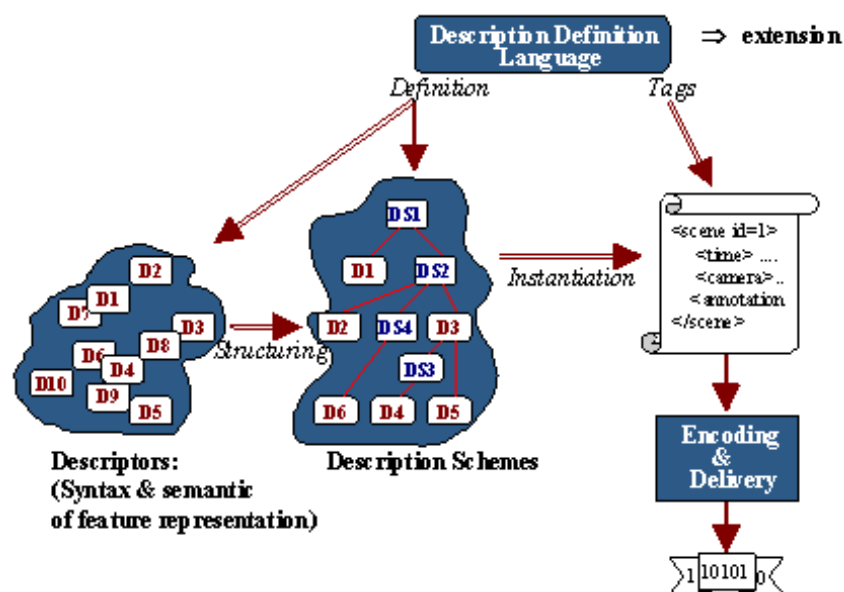 Description Definition
Language
⇒ extension
Definition
Tags
DS1
D1
DS2
D2
DS4
D3
DS3
D6
D4
D5
D2
D1
D7
D3
D8
D6
D4
D10
D9
D5
Structuring
Instantiation
<scene id=1>
<time> ....
<camera>..
<annotation
</scene>
Descriptors:
(Syntax & semantic
of feature representation)
Description Schemes
Encoding
&
Delivery
1 10101 0